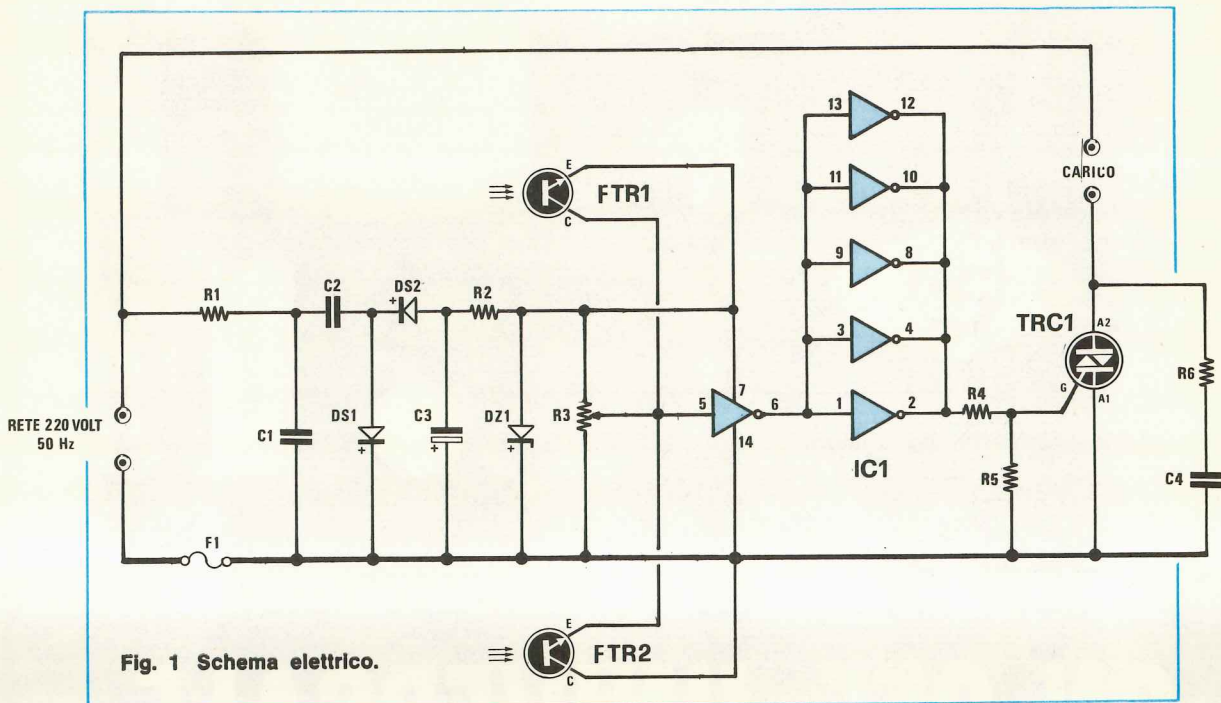 E
FTR1
C
13 12
11 10
9 8
3 4
1 2
IC1
CARICO
R1
C2
DS2
+
R2
DS1
+
C1
C3
+
DZ1
+
R3
5
7
6
14
R4
R5
TRC1
A2
G
A1
R6
C4
RETE 220 VOLT
50 Hz
F1
E
FTR2
C
Fig. 1 Schema elettrico.